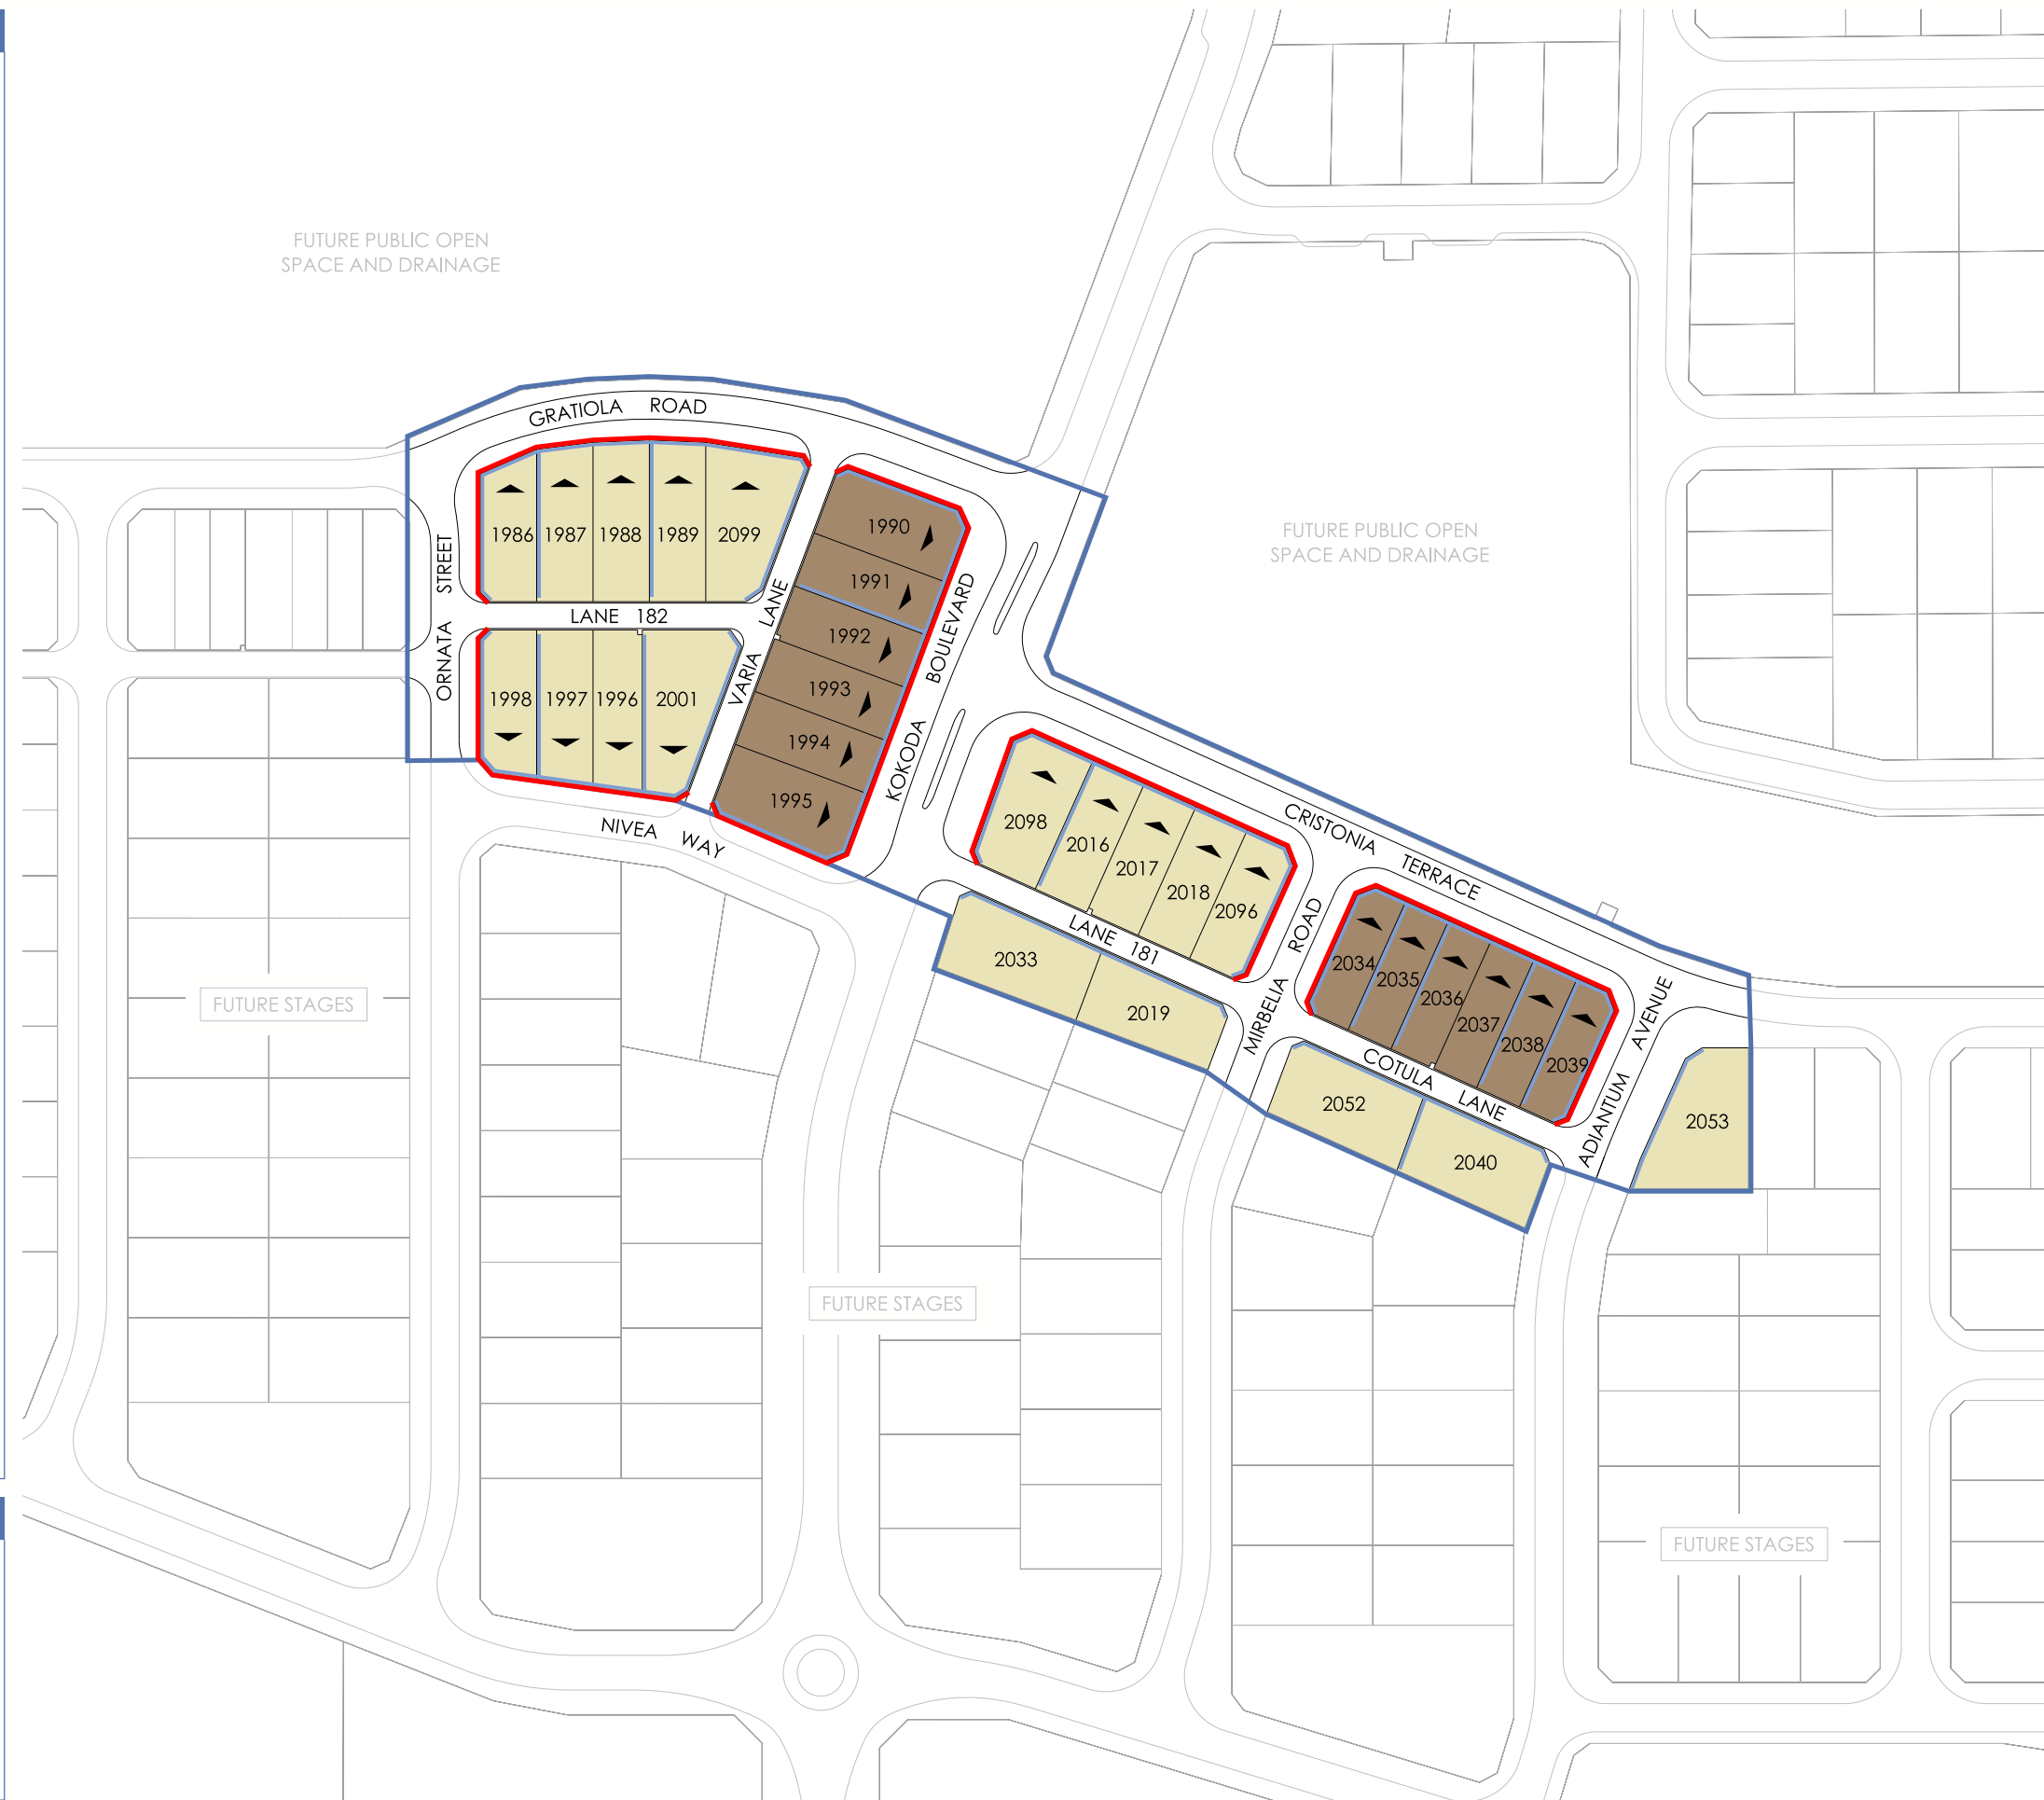 FUTURE PUBLIC OPEN
SPACE AND DRAINAGE
GRATIOLA ROAD
1986
1987
1988
1989
2099
ORNATA STREET
LANE 182
VARIA LANE
1998
1997
1996
2001
NIVEA WAY
1990
1991
1992
1993
1994
1995
KOKODA BOULEVARD
FUTURE PUBLIC OPEN
SPACE AND DRAINAGE
2098
2016
2017
2018
2096
CRISTONIA TERRACE
LANE 181
2033
2019
MIRBELIA ROAD
2034
2035
2036
2037
2038
2039
COTULA LANE
2052
2040
ADIANTUM AVENUE
2053
FUTURE STAGES
FUTURE STAGES
FUTURE STAGES